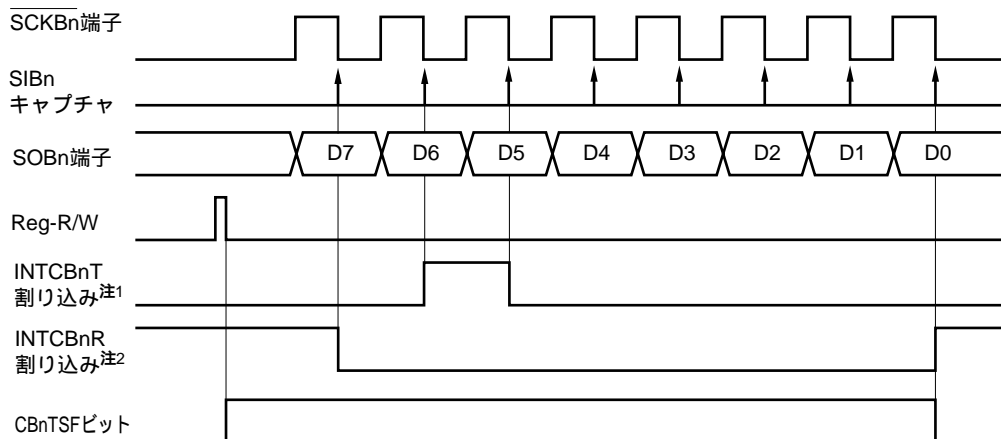 SCKBn端子
SIBn
キャプチャ
SOBn端子
D7 D6 D5 D4 D3 D2 D1 D0
Reg-R/W
INTCBnT
割り込み注1
INTCBnR
割り込み注2
CBnTSFビット